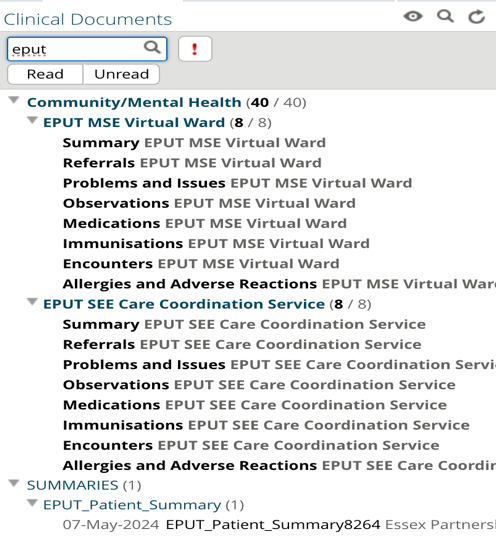 Clinical Documents
eput
!
Read Unread
Community/Mental Health (40 / 40)
EPUT MSE Virtual Ward (8 / 8)
Summary EPUT MSE Virtual Ward
Referrals EPUT MSE Virtual Ward
Problems and Issues EPUT MSE Virtual Ward
Observations EPUT MSE Virtual Ward
Medications EPUT MSE Virtual Ward
Immunisations EPUT MSE Virtual Ward
Encounters EPUT MSE Virtual Ward
Allergies and Adverse Reactions EPUT MSE Virtual War
EPUT SEE Care Coordination Service (8 / 8)
Summary EPUT SEE Care Coordination Service
Referrals EPUT SEE Care Coordination Service
Problems and Issues EPUT SEE Care Coordination Servi
Observations EPUT SEE Care Coordination Service
Medications EPUT SEE Care Coordination Service
Immunisations EPUT SEE Care Coordination Service
Encounters EPUT SEE Care Coordination Service
Allergies and Adverse Reactions EPUT SEE Care Coordin
SUMMARIES (1)
EPUT_Patient_Summary (1)
07-May-2024 EPUT_Patient_Summary8264 Essex Partners